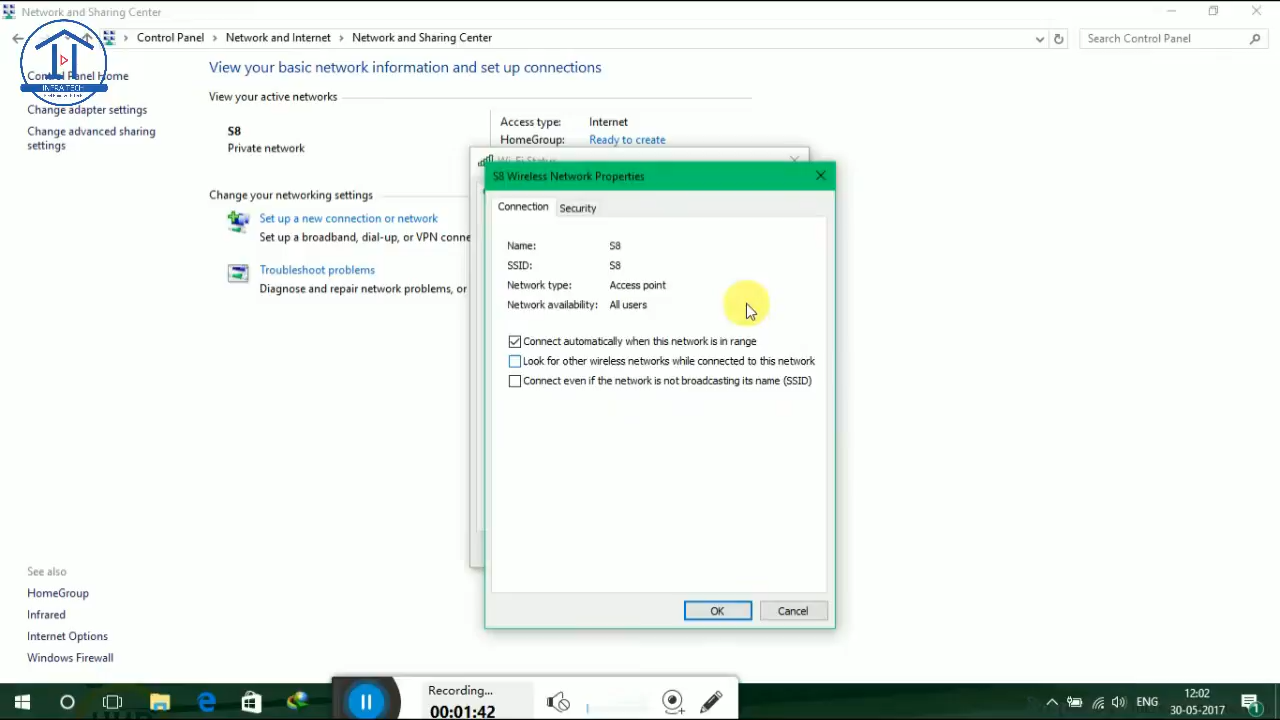 Network and Sharing Center
Control Panel > Network and Internet > Network and Sharing Center
Search Control Panel
INFRATECH
Control Panel Home
Change adapter settings
Change advanced sharing
settings
View your basic network information and set up connections
View your active networks
S8
Private network
Access type: Internet
HomeGroup: Ready to create
Change your networking settings
Set up a new connection or network
Set up a broadband, dial-up, or VPN conne
Troubleshoot problems
Diagnose and repair network problems, or
Wi-Fi Status
S8 Wireless Network Properties
Connection
Security
Name: S8
SSID: S8
Network type: Access point
Network availability: All users
Connect automatically when this network is in range
Look for other wireless networks while connected to this network
Connect even if the network is not broadcasting its name (SSID)
OK
Cancel
See also
HomeGroup
Infrared
Internet Options
Windows Firewall
Recording...
00:01:42
ENG
12:02
30-05-2017
1